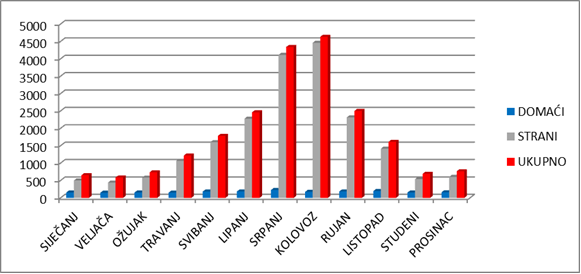 5000
4500
4000
3500
3000
2500
2000
1500
1000
500
0
SIJEČANJ
VELJAČA
OŽUJAK
TRAVANJ
SVIBANJ
LIPANJ
SRPANJ
KOLOVOZ
RUJAN
LISTOPAD
STUDENI
PROSINAC
DOMAĆI
STRANI
UKUPNO